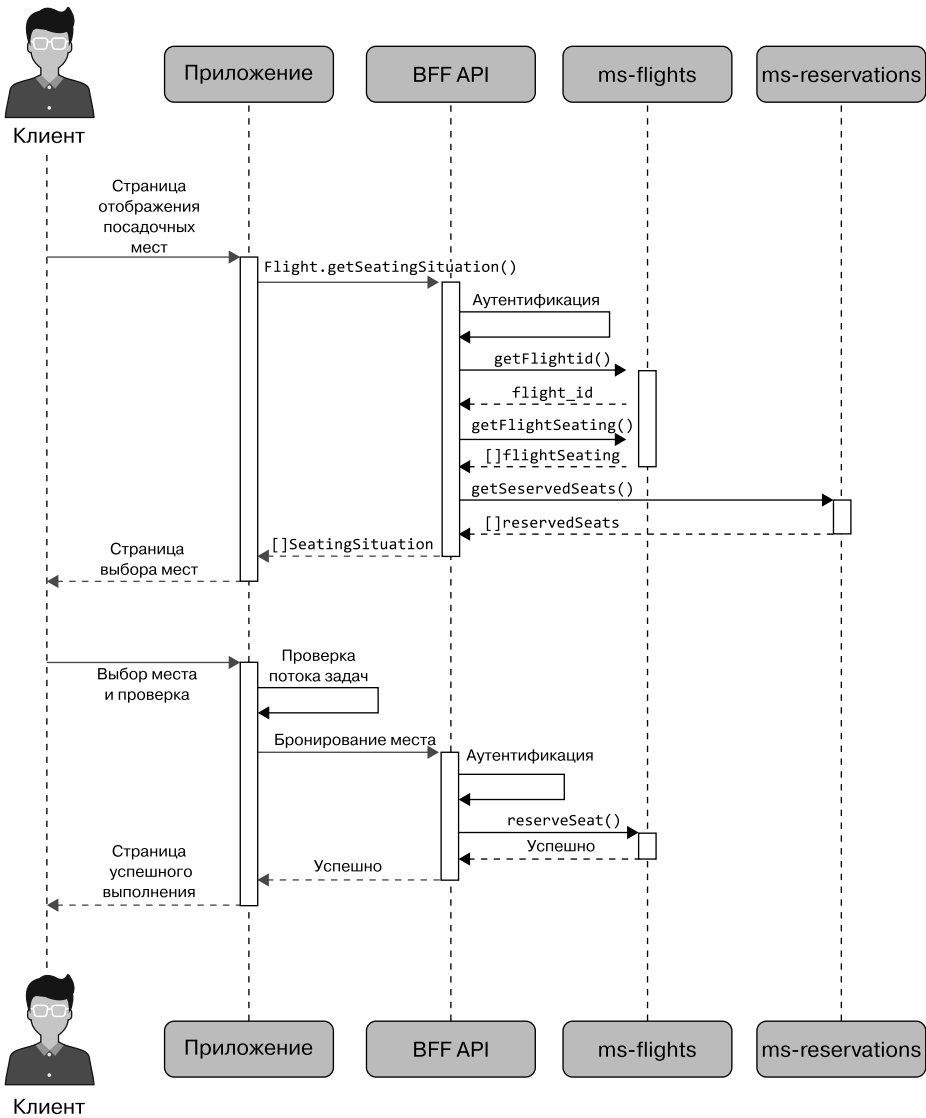 Приложение
BFF API
ms-flights
ms-reservations
Клиент
Страница
отображения
посадочных
мест
Flight.getSeatingSituation()
Аутентификация
getFlightid()
flight_id
getFlightSeating()
[]flightSeating
getSeservedSeats()
[]reservedSeats
[]SeatingSituation
Страница
выбора мест
Проверка
потока задач
Выбор места
и проверка
Бронирование места
Аутентификация
reserveSeat()
Успешно
Страница
успешного
выполнения
Успешно
Приложение
BFF API
ms-flights
ms-reservations
Клиент